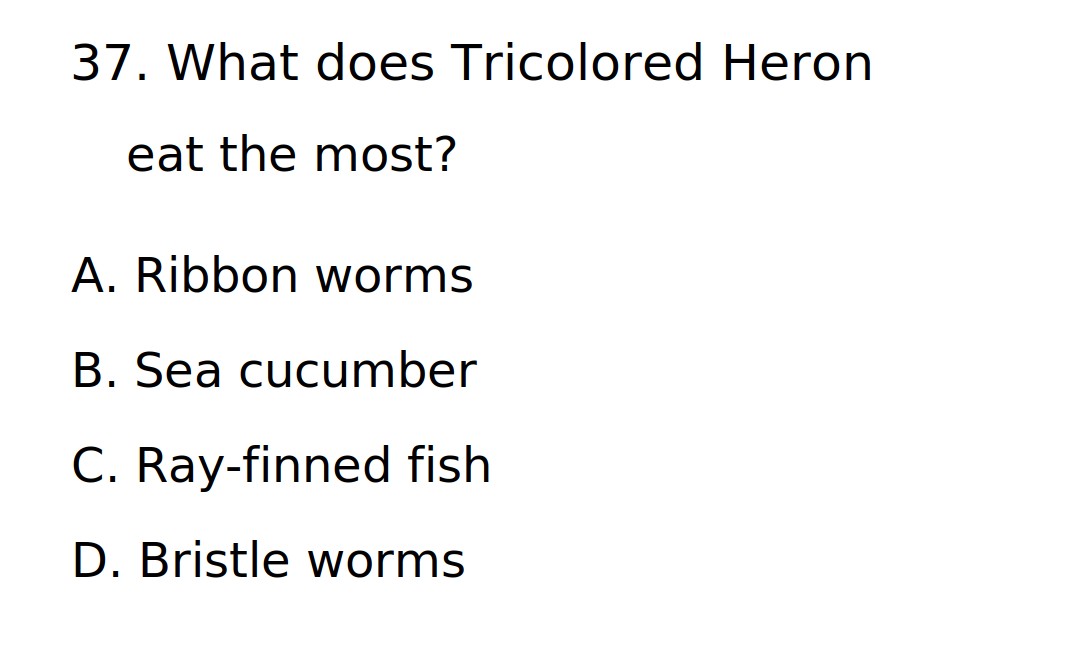 37. What does Tricolored Heron
eat the most?
A. Ribbon worms
B. Sea cucumber
C. Ray-finned fish
D. Bristle worms